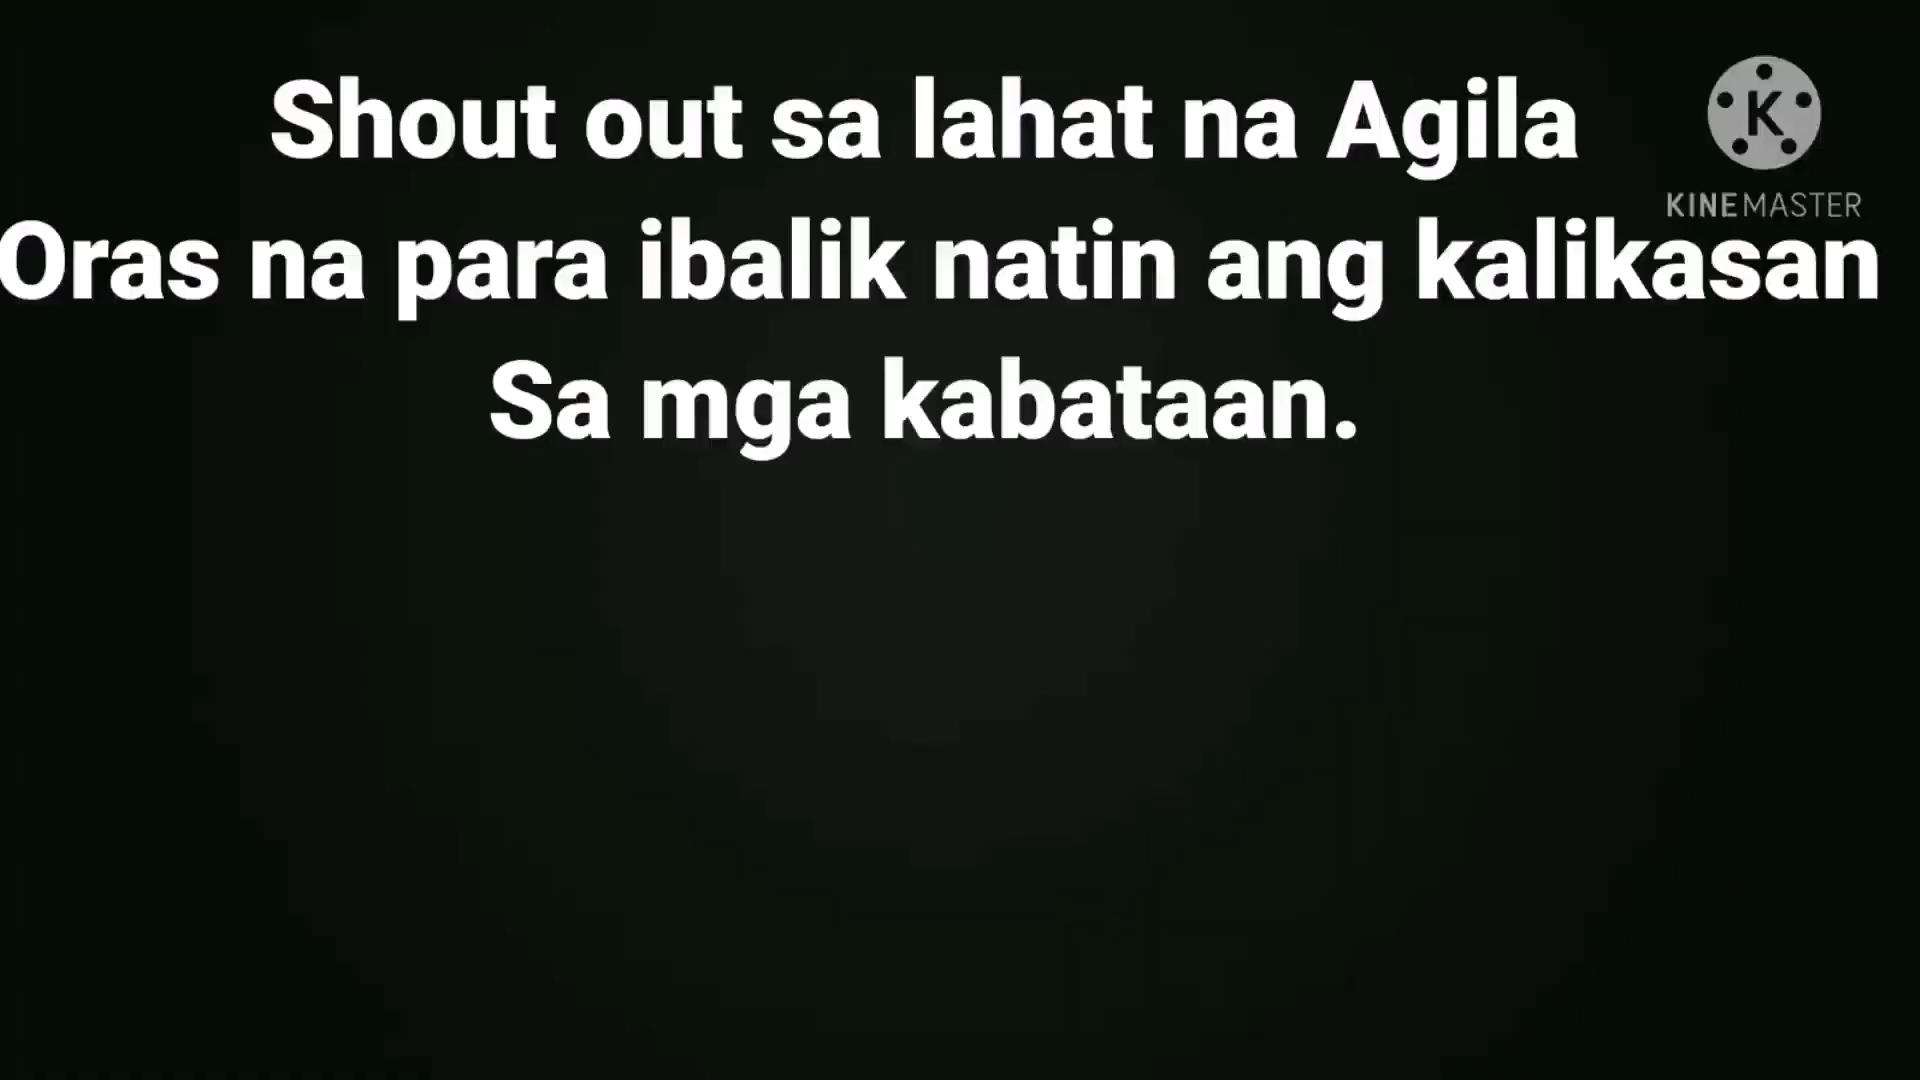 Shout out sa lahat na Agila
K
KINEMASTER
Oras na para ibalik natin ang kalikasan
Sa mga kabataan.